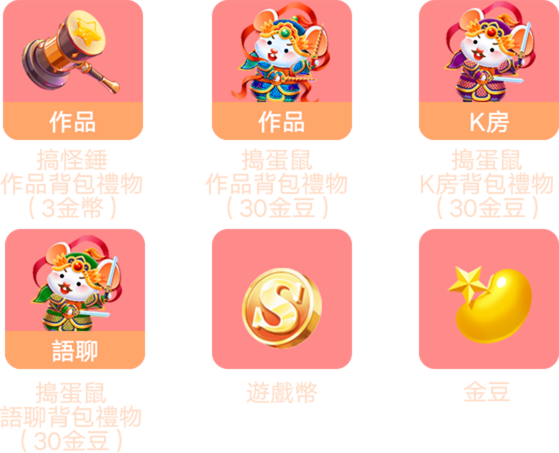 作品
作品
K房
搞怪錘
作品背包禮物
(3金幣)
搗蛋鼠
作品背包禮物
(30金豆)
搗蛋鼠
K房背包禮物
(30金豆)
語聊
S
搗蛋鼠
語聊背包禮物
(30金豆)
遊戲幣
金豆